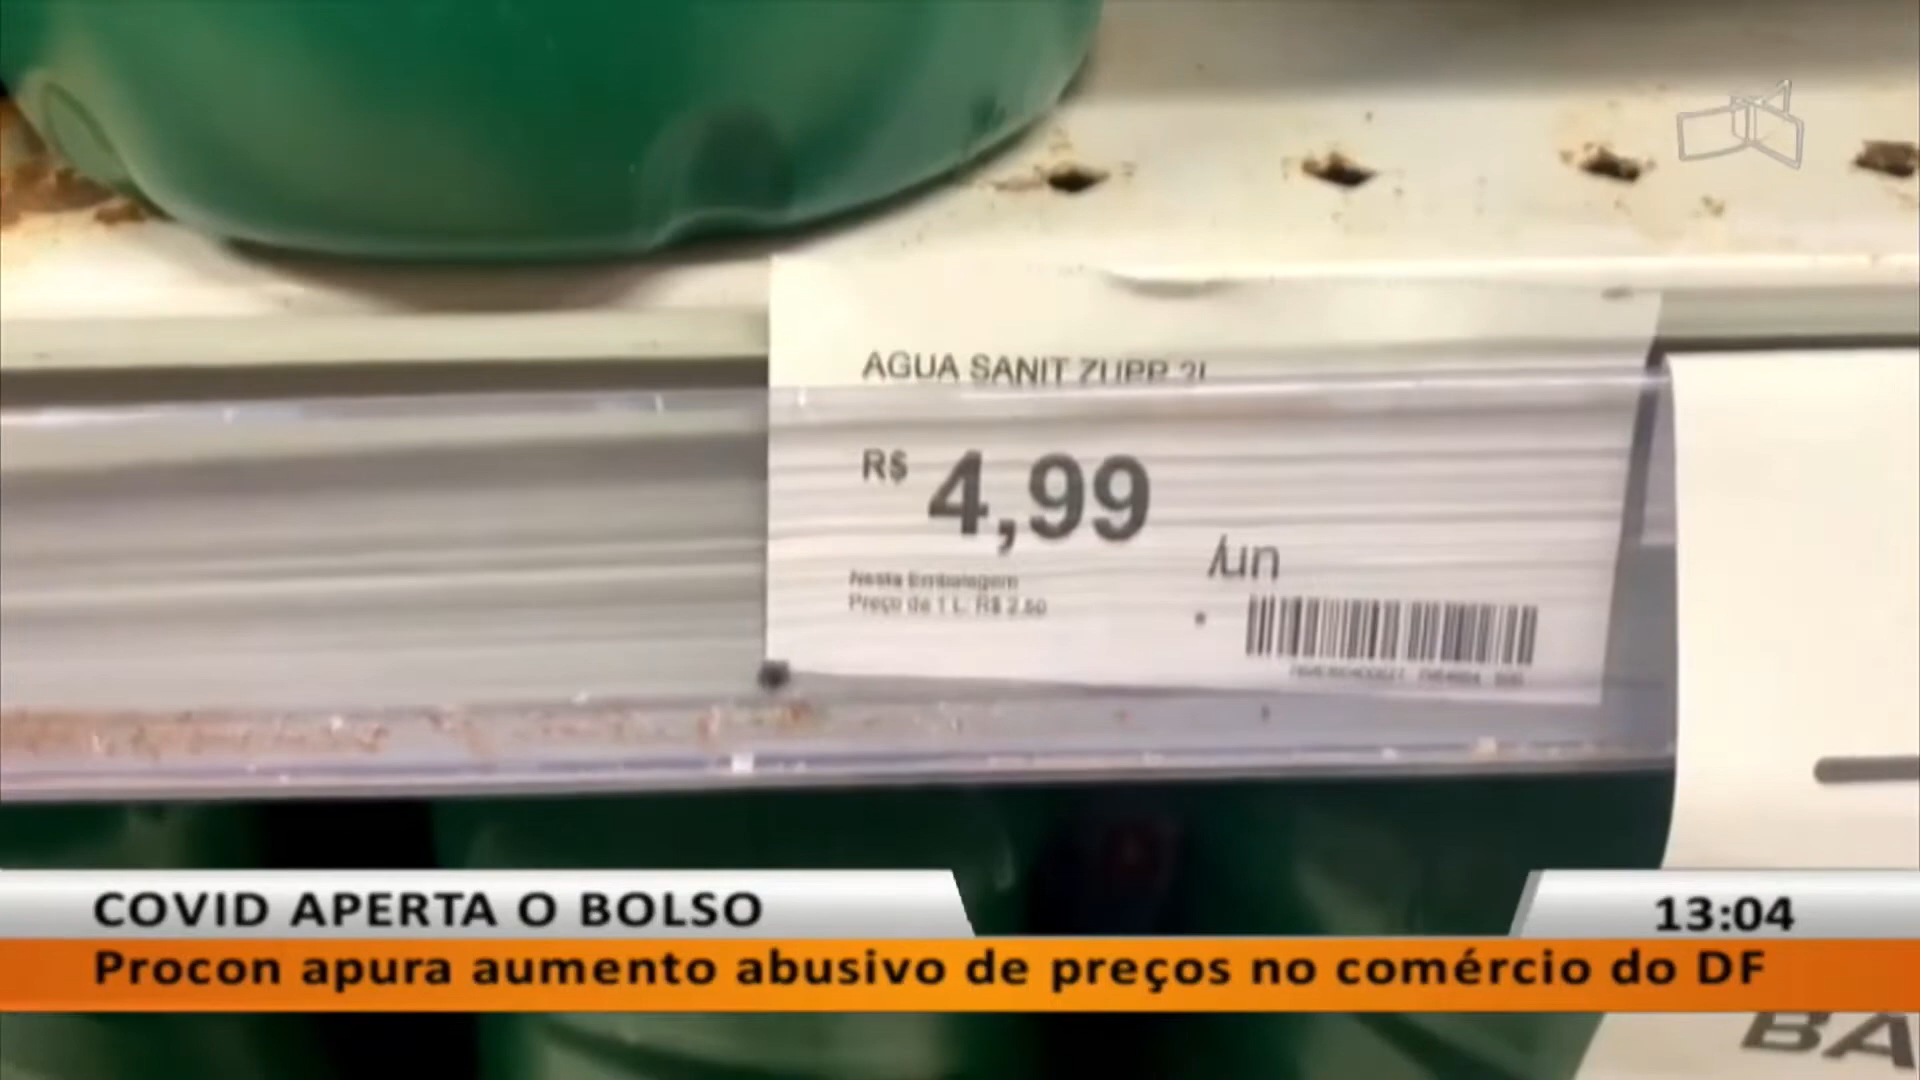 AGUA SANIT ZUPP 2L
R$ 4,99 /un
Nesta Embalagem
Preço de 1 L: R$ 2.50
COVID APERTA O BOLSO
13:04
Procon apura aumento abusivo de preços no comércio do DF
BA